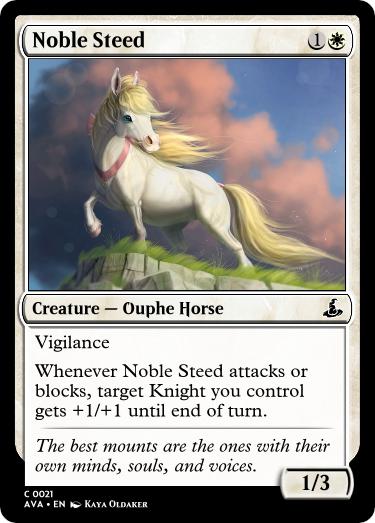 Noble Steed 1
Creature — Ouphe Horse
Vigilance
Whenever Noble Steed attacks or
blocks, target Knight you control
gets +1/+1 until end of turn.
The best mounts are the ones with their
own minds, souls, and voices.
1/3
C 0021
AVA • EN Kaya Oldaker